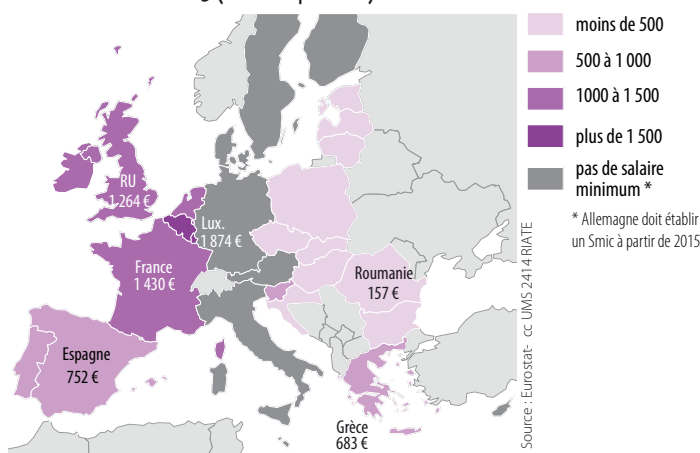 moins de 500
500 à 1 000
1000 à 1 500
plus de 1 500
pas de salaire
minimum *
* Allemagne doit établir
un Smic à partir de 2015
RU
1 264 €
Lux.
1 874 €
France
1 430 €
Roumanie
157 €
Espagne
752 €
Grèce
683 €
Source : Eurostat- cc UMS 2414 RIATE